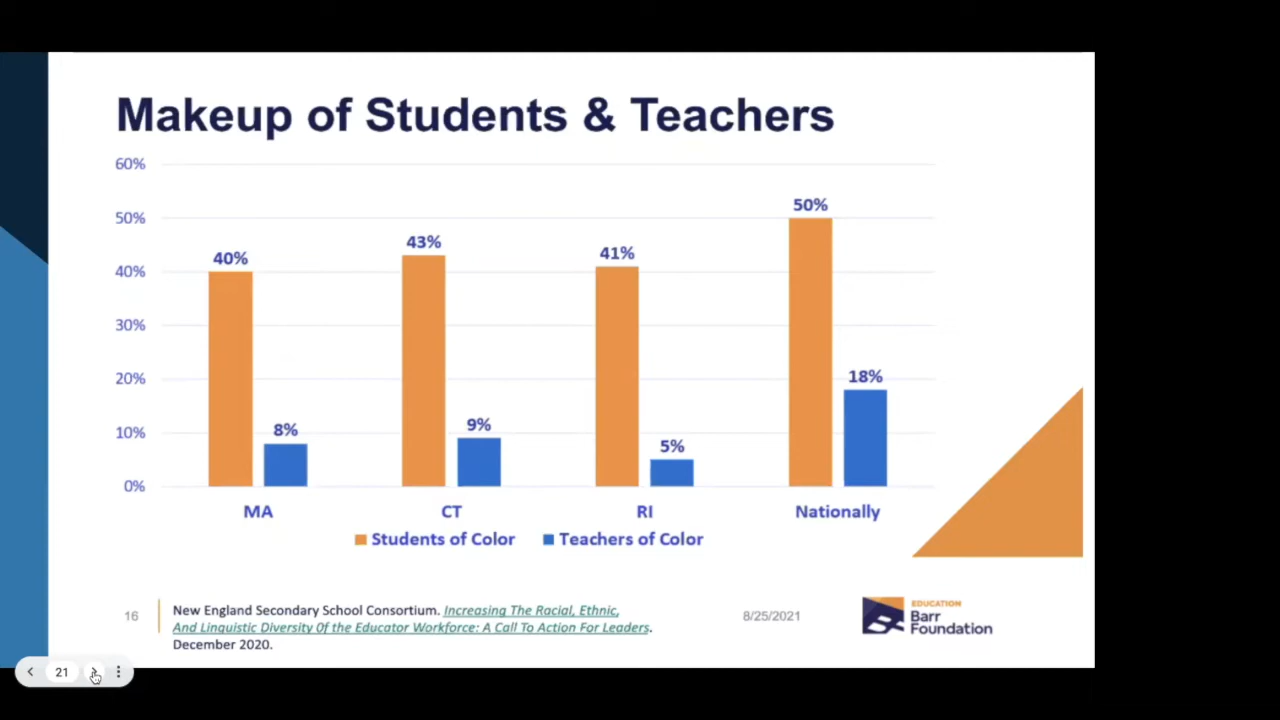 Makeup of Students & Teachers
60%
50%
40%
30%
20%
10%
0%
40%
8%
43%
9%
41%
5%
50%
18%
MA
CT
RI
Nationally
Students of Color
Teachers of Color
16
New England Secondary School Consortium. Increasing The Racial, Ethnic,
And Linguistic Diversity Of the Educator Workforce: A Call To Action For Leaders.
December 2020.
8/25/2021
EDUCATION
Barr
Foundation
21